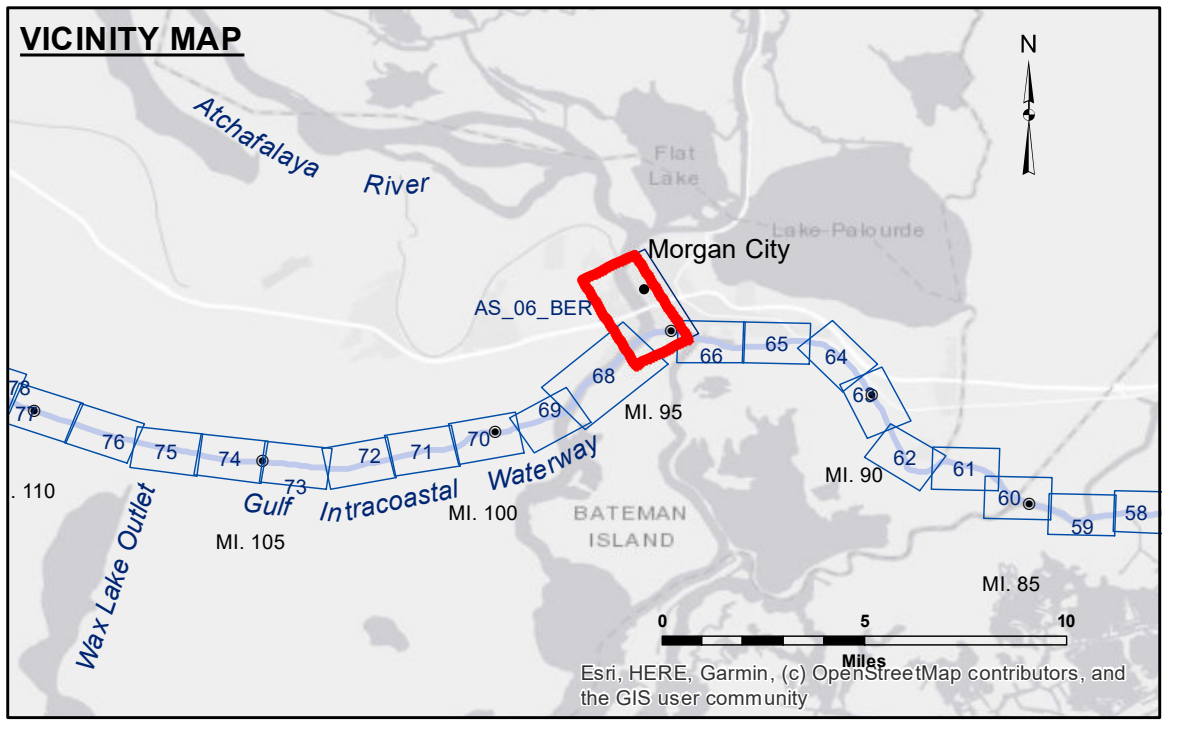 VICINITY MAP
N
Atchafalaya
River
Flat
Lake
Lake Palourde
Morgan City
AS_06_BER
66
65
64
63
68
69
MI. 95
78
77
76
75
74
73
72
71
70
62
61
60
59
58
MI. 90
. 110
Gulf Intracoastal Waterway
MI. 100
MI. 105
BATEMAN
ISLAND
Wax Lake Outlet
MI. 85
0 5 10
Miles
Esri, HERE, Garmin, (c) OpenStreetMap contributors, and
the GIS user community